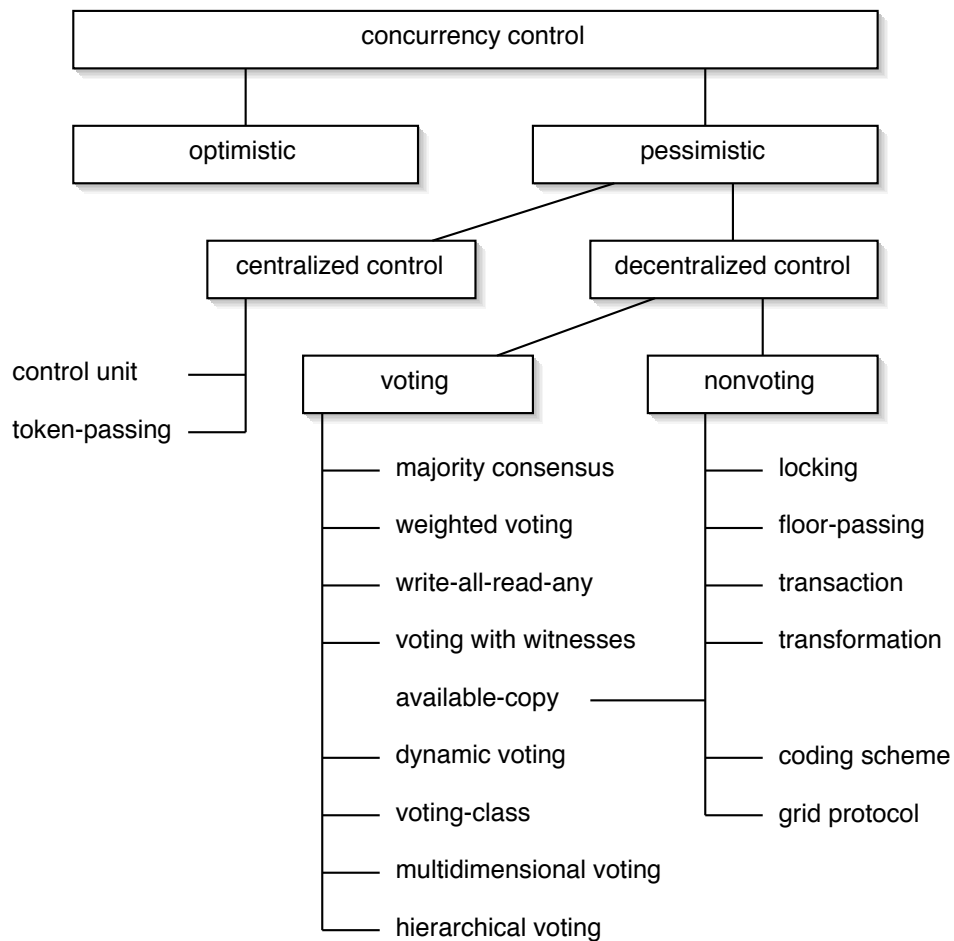 concurrency control
optimistic
pessimistic
centralized control
decentralized control
control unit
token-passing
voting
nonvoting
majority consensus
weighted voting
write-all-read-any
voting with witnesses
available-copy
dynamic voting
voting-class
multidimensional voting
hierarchical voting
locking
floor-passing
transaction
transformation
coding scheme
grid protocol